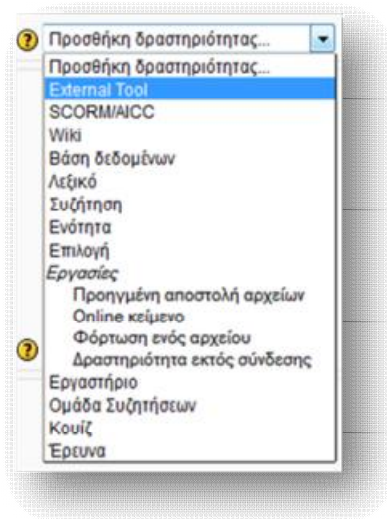 Προσθήκη δραστηριότητας...
Προσθήκη δραστηριότητας...
External Tool
SCORM/AICC
Wiki
Βάση δεδομένων
Λεξικό
Συζήτηση
Ενότητα
Επιλογή
Εργασίες
Προηγμένη αποστολή αρχείων
Online κείμενο
Φόρτωση ενός αρχείου
Δραστηριότητα εκτός σύνδεσης
Εργαστήριο
Ομάδα Συζητήσεων
Κουίζ
Έρευνα